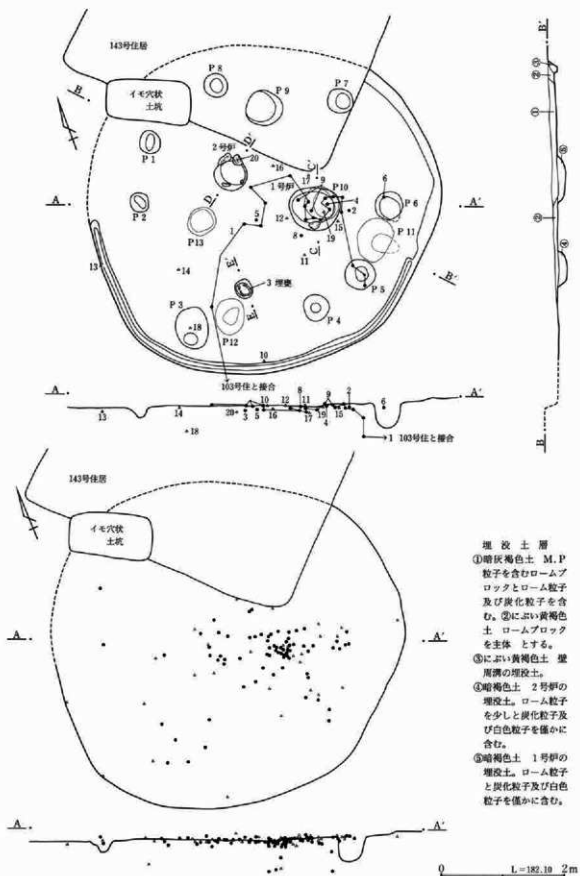 143号住居
イモ穴状
土坑
P 8
P 9
P 7
B
P 1
2号炉
20
D'
16
17
C'
9
1号炉
P 10
4
6
A
P 2
D
P 13
5
12
2
P 6
A'
1
8
19
15
P 11
11
C
13
14
E'
3 埋甕
P 5
B'
P 3
18
P 12
E
P 4
10
103号住と接合
A
A'
13
14
20
3
5
10
16
12
8
11
17
19
9
4
15
2
6
18
1 103号住と接合
B'
③
②
①
⑤
②
④
B
143号住居
イモ穴状
土坑
A
A'
A
A'
埋没土層
①暗灰褐色土 M.P
粒子を含むロームブ
ロックとローム粒子
及び炭化粒子を含
む。②にぶい黄褐色
土 ロームブロック
を主体 とする。
③にぶい黄褐色土 壁
周溝の埋没土。
④暗褐色土 2号炉の
埋没土。ローム粒子
を少しと炭化粒子及
び白色粒子を僅かに
含む。
⑤暗褐色土 1号炉の
埋没土。ローム粒子
と炭化粒子及び白色
粒子を僅かに含む。
0 L=182.10 2m